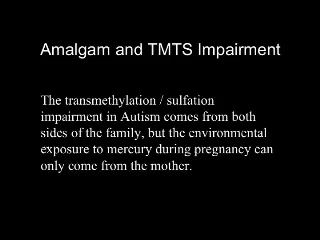 Amalgam and TMTS Impairment
The transmethylation / sulfation
impairment in Autism comes from both
sides of the family, but the environmental
exposure to mercury during pregnancy can
only come from the mother.